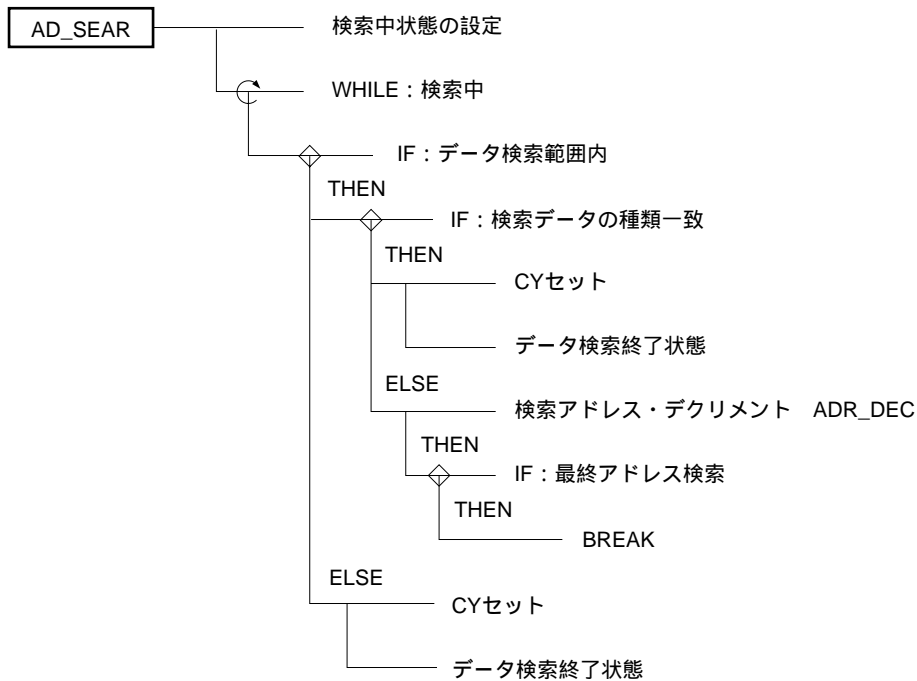 AD_SEAR
検索中状態の設定
WHILE：検索中
IF：データ検索範囲内
THEN
IF：検索データの種類一致
THEN
CYセット
データ検索終了状態
ELSE
検索アドレス・デクリメント　ADR_DEC
THEN
IF：最終アドレス検索
THEN
BREAK
ELSE
CYセット
データ検索終了状態